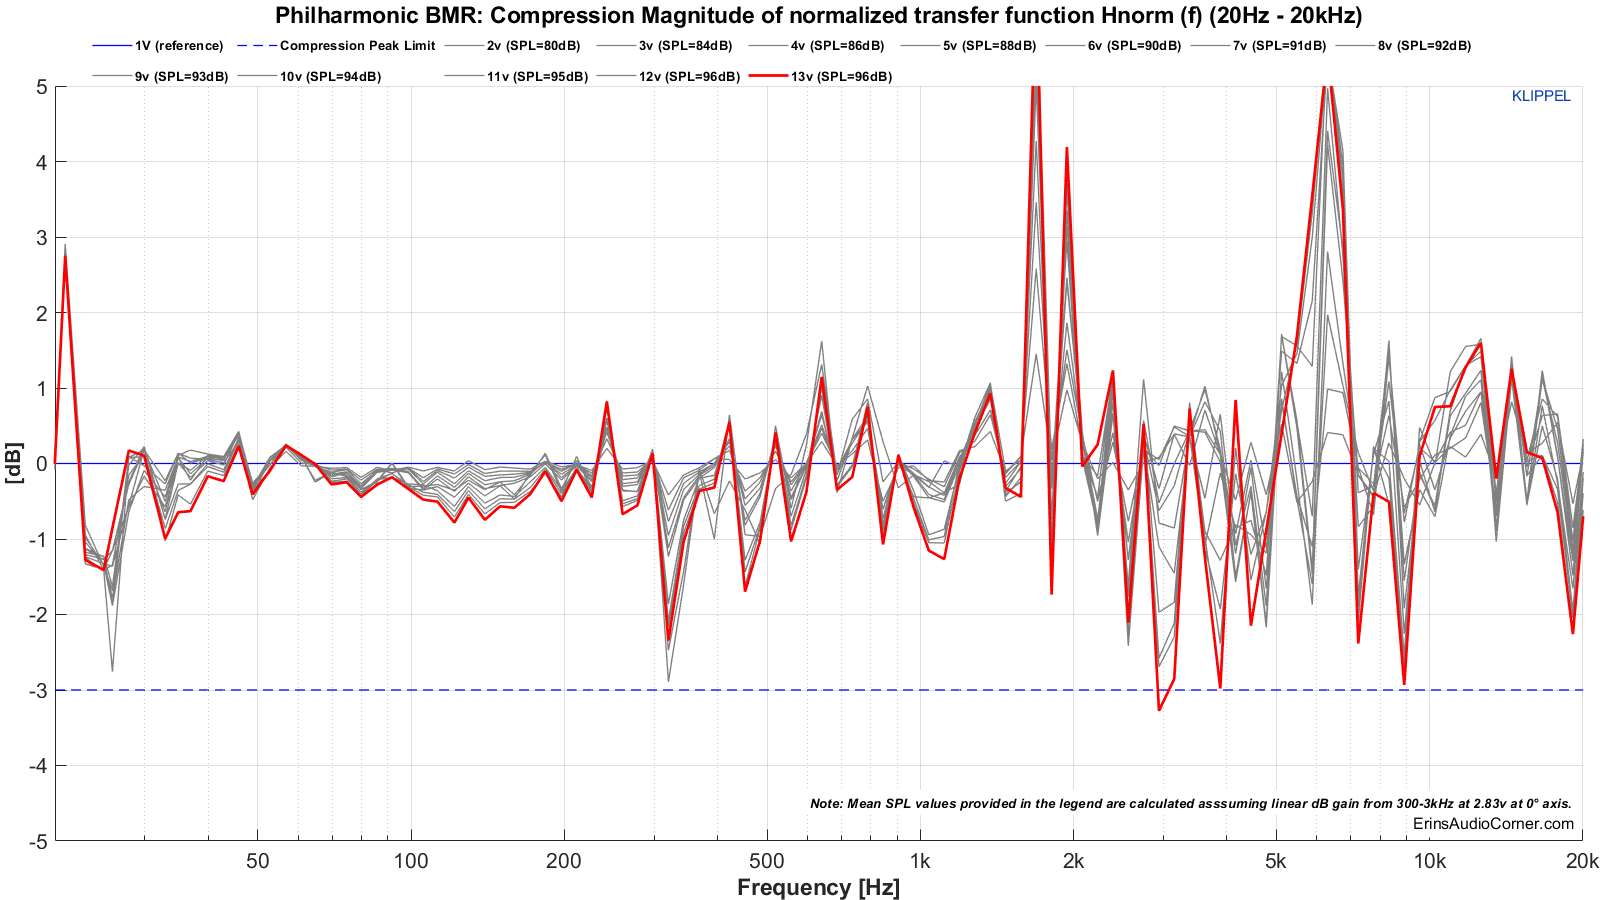 Philharmonic BMR: Compression Magnitude of normalized transfer function Hnorm (f) (20Hz - 20kHz)
1V (reference) Compression Peak Limit 2v (SPL=80dB) 3v (SPL=84dB) 4v (SPL=86dB) 5v (SPL=88dB) 6v (SPL=90dB) 7v (SPL=91dB) 8v (SPL=92dB)
9v (SPL=93dB) 10v (SPL=94dB) 11v (SPL=95dB) 12v (SPL=96dB) 13v (SPL=96dB)
KLIPPEL
5
4
3
2
1
0
-1
-2
-3
-4
-5
[dB]
Note: Mean SPL values provided in the legend are calculated asssuming linear dB gain from 300-3kHz at 2.83v at 0° axis.
ErinsAudioCorner.com
50 100 200 500 1k 2k 5k 10k 20k
Frequency [Hz]